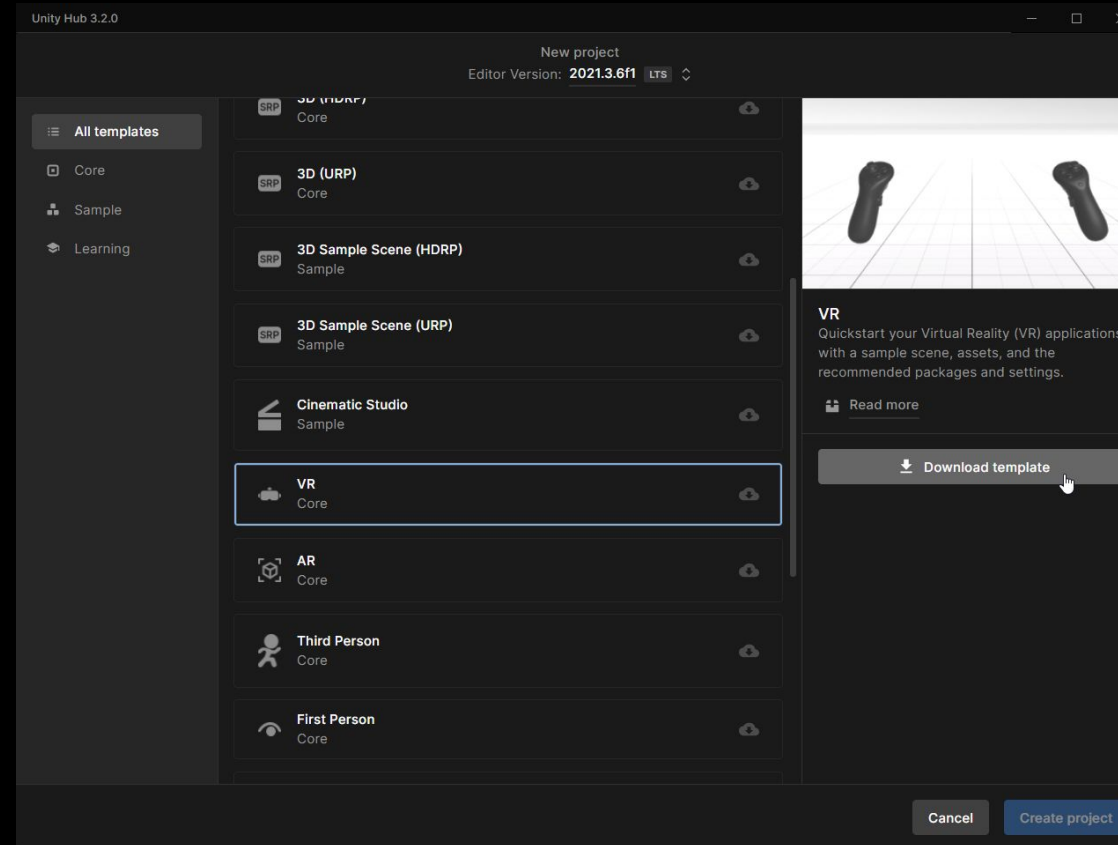 Unity Hub 3.2.0
New project
Editor Version: 2021.3.6f1 LTS
All templates
Core
Sample
Learning
SRP 3D (HDRP)
Core
SRP 3D (URP)
Core
SRP 3D Sample Scene (HDRP)
Sample
SRP 3D Sample Scene (URP)
Sample
Cinematic Studio
Sample
VR
Core
AR
Core
Third Person
Core
First Person
Core
VR
Quickstart your Virtual Reality (VR) applications
with a sample scene, assets, and the
recommended packages and settings.
Read more
Download template
Cancel
Create project